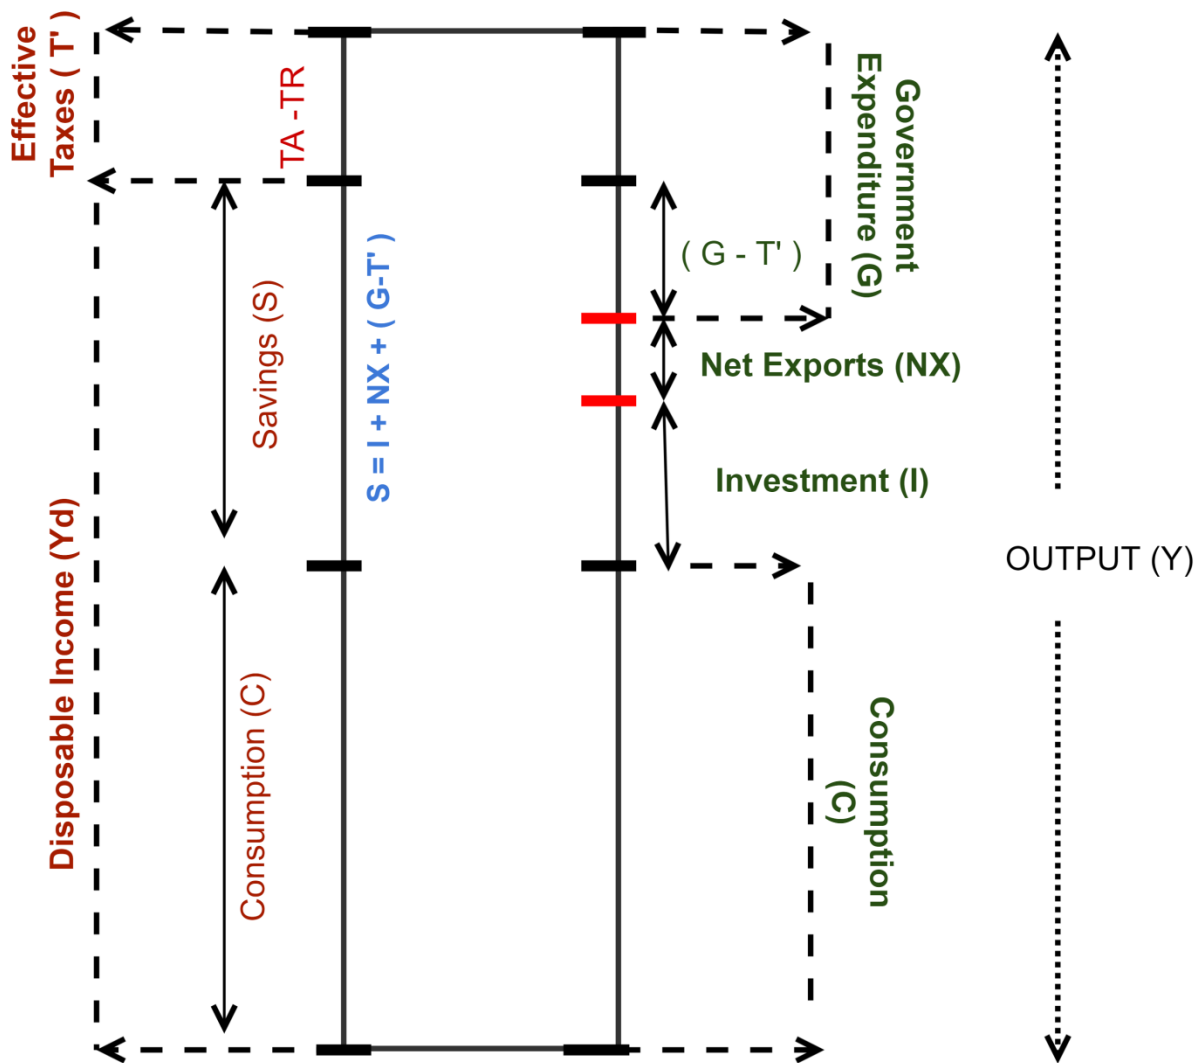 Effective
Taxes ( T' )
TA -TR
Government
Expenditure (G)
( G - T' )
Savings (S)
S = I + NX + ( G-T' )
Net Exports (NX)
Investment (I)
Disposable Income (Yd)
OUTPUT (Y)
Consumption (C)
Consumption
(C)